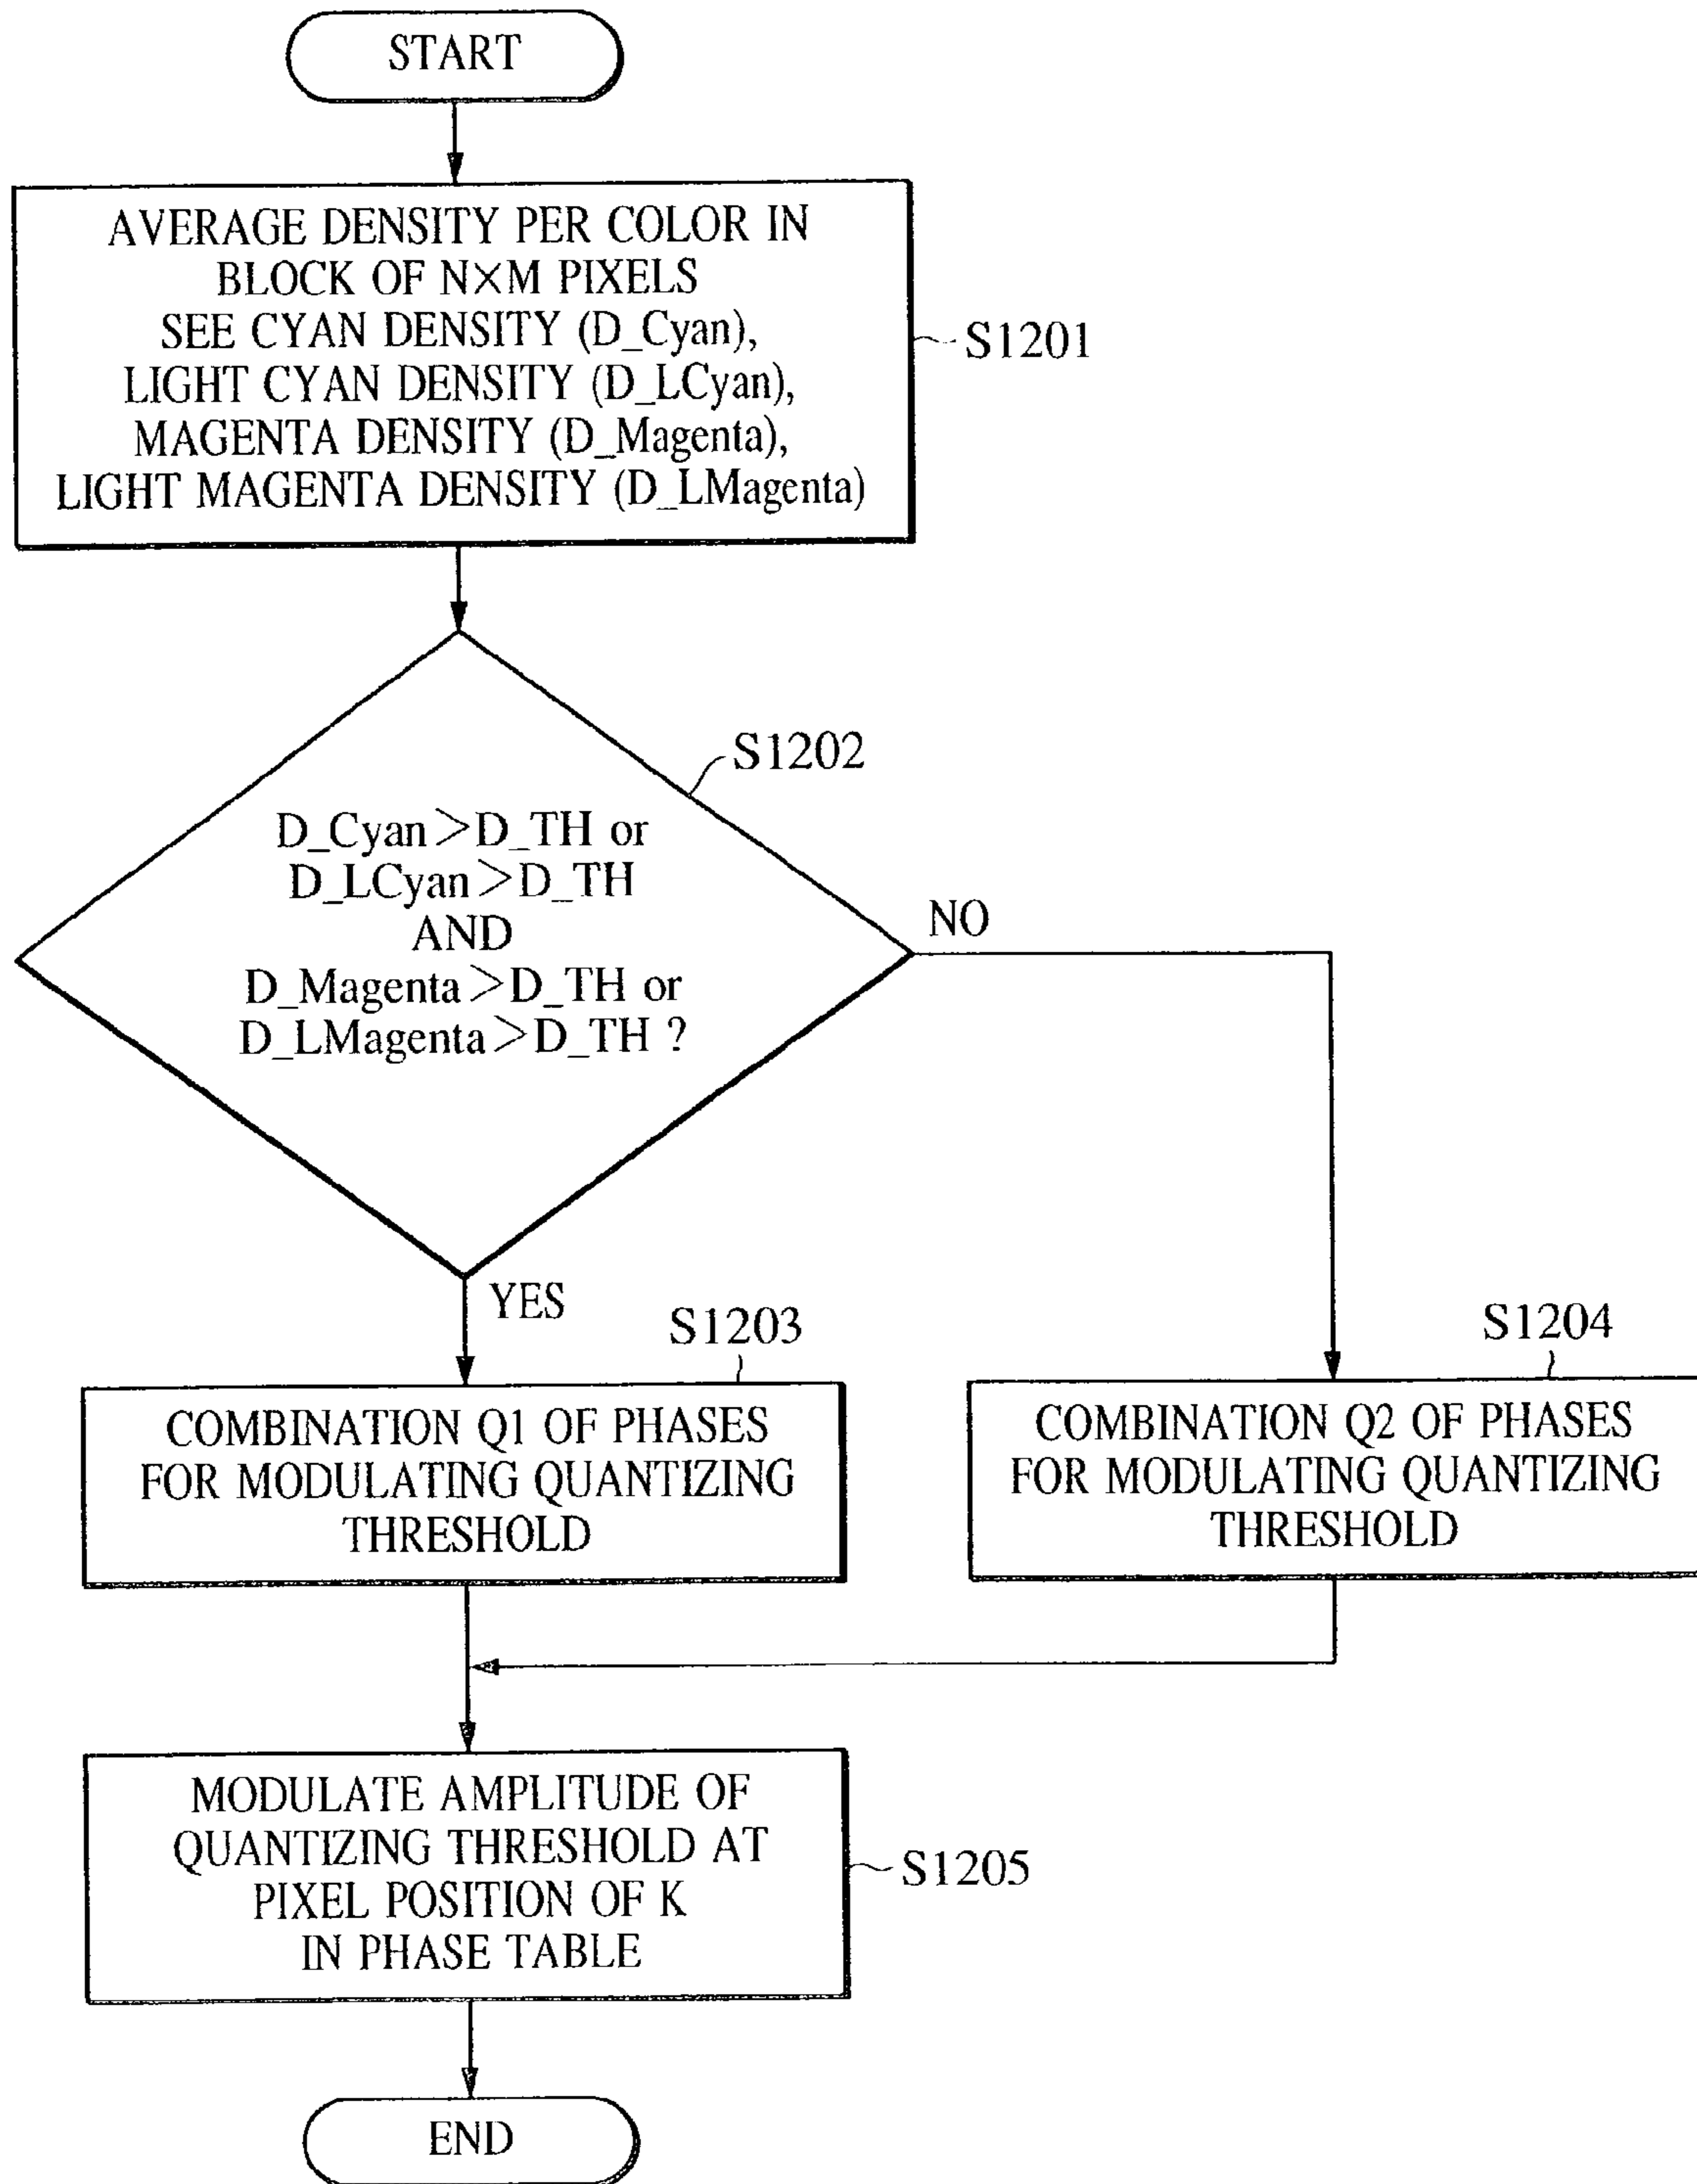 START
AVERAGE DENSITY PER COLOR IN
BLOCK OF N×M PIXELS
SEE CYAN DENSITY (D_Cyan),
LIGHT CYAN DENSITY (D_LCyan),
MAGENTA DENSITY (D_Magenta),
LIGHT MAGENTA DENSITY (D_LMagenta)
S1201
S1202
D_Cyan>D_TH or
D_LCyan>D_TH
AND
D_Magenta>D_TH or
D_LMagenta>D_TH ?
NO
YES
S1203
COMBINATION Q1 OF PHASES
FOR MODULATING QUANTIZING
THRESHOLD
S1204
COMBINATION Q2 OF PHASES
FOR MODULATING QUANTIZING
THRESHOLD
MODULATE AMPLITUDE OF
QUANTIZING THRESHOLD AT
PIXEL POSITION OF K
IN PHASE TABLE
S1205
END